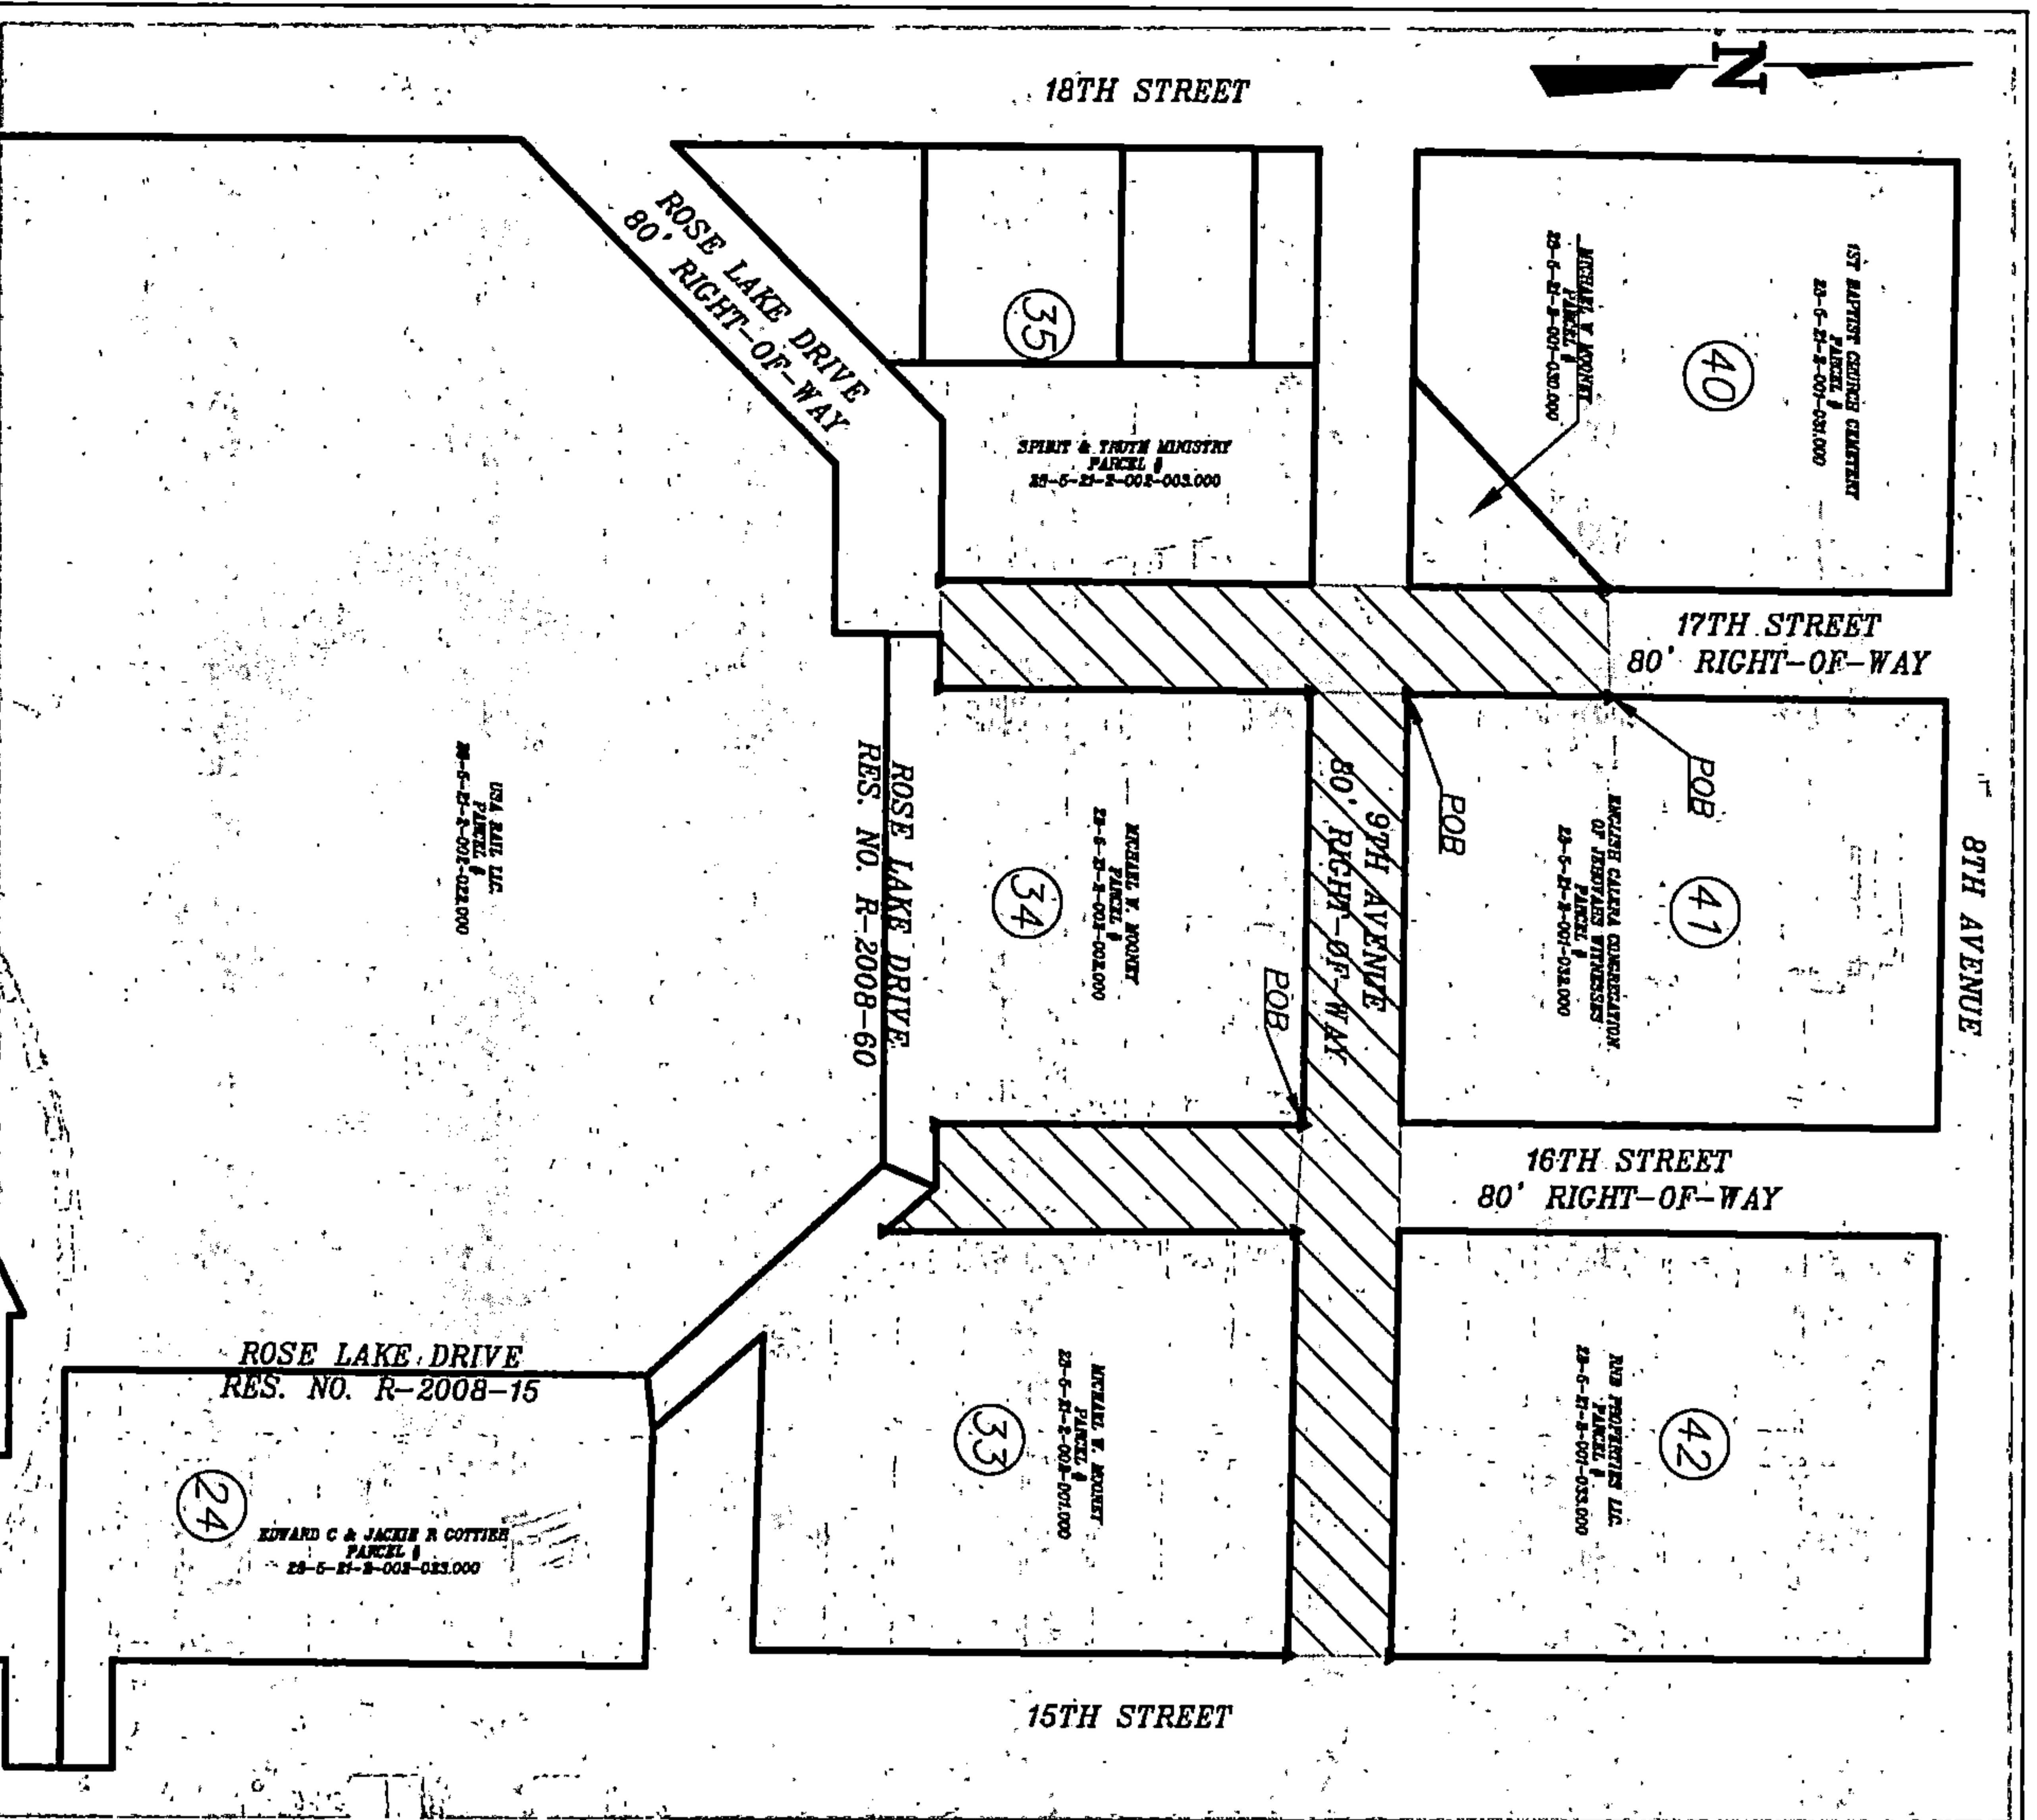 18TH STREET
N
ROSE LAKE DRIVE
80' RIGHT-OF-WAY
35
SPIRIT & TRUTH MINISTRY
PARCEL #
MICHAEL W MOONEY
PARCEL #
40
1ST BAPTIST CHURCH CEMETERY
PARCEL #
17TH STREET
80' RIGHT-OF-WAY
USA RAIL LLC
PARCEL #
ROSE LAKE DRIVE
RES. NO. R-2008-60
34
MICHAEL W. MOONEY
PARCEL #
9TH AVENUE
80' RIGHT-OF-WAY
POB
POB
POB
41
ENGLISH CALERA CONGREGATION
OF JEHOVAHS WITNESSES
PARCEL #
8TH AVENUE
16TH STREET
80' RIGHT-OF-WAY
ROSE LAKE DRIVE
RES. NO. R-2008-15
24
EDWARD C & JACKIE R COTTIER
PARCEL #
33
MICHAEL W. MOONEY
PARCEL #
42
PROPERTIES LLC
PARCEL #
15TH STREET